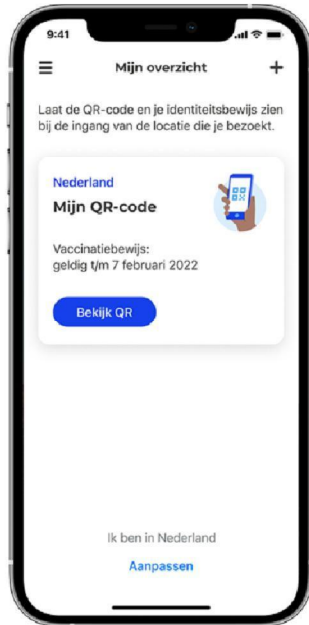 9:41
Mijn overzicht
Laat de QR-code en je identiteitsbewijs zien
bij de ingang van de locatie die je bezoekt.
Nederland
Mijn QR-code
Vaccinatiebewijs:
geldig t/m 7 februari 2022
Bekijk QR
Ik ben in Nederland
Aanpassen